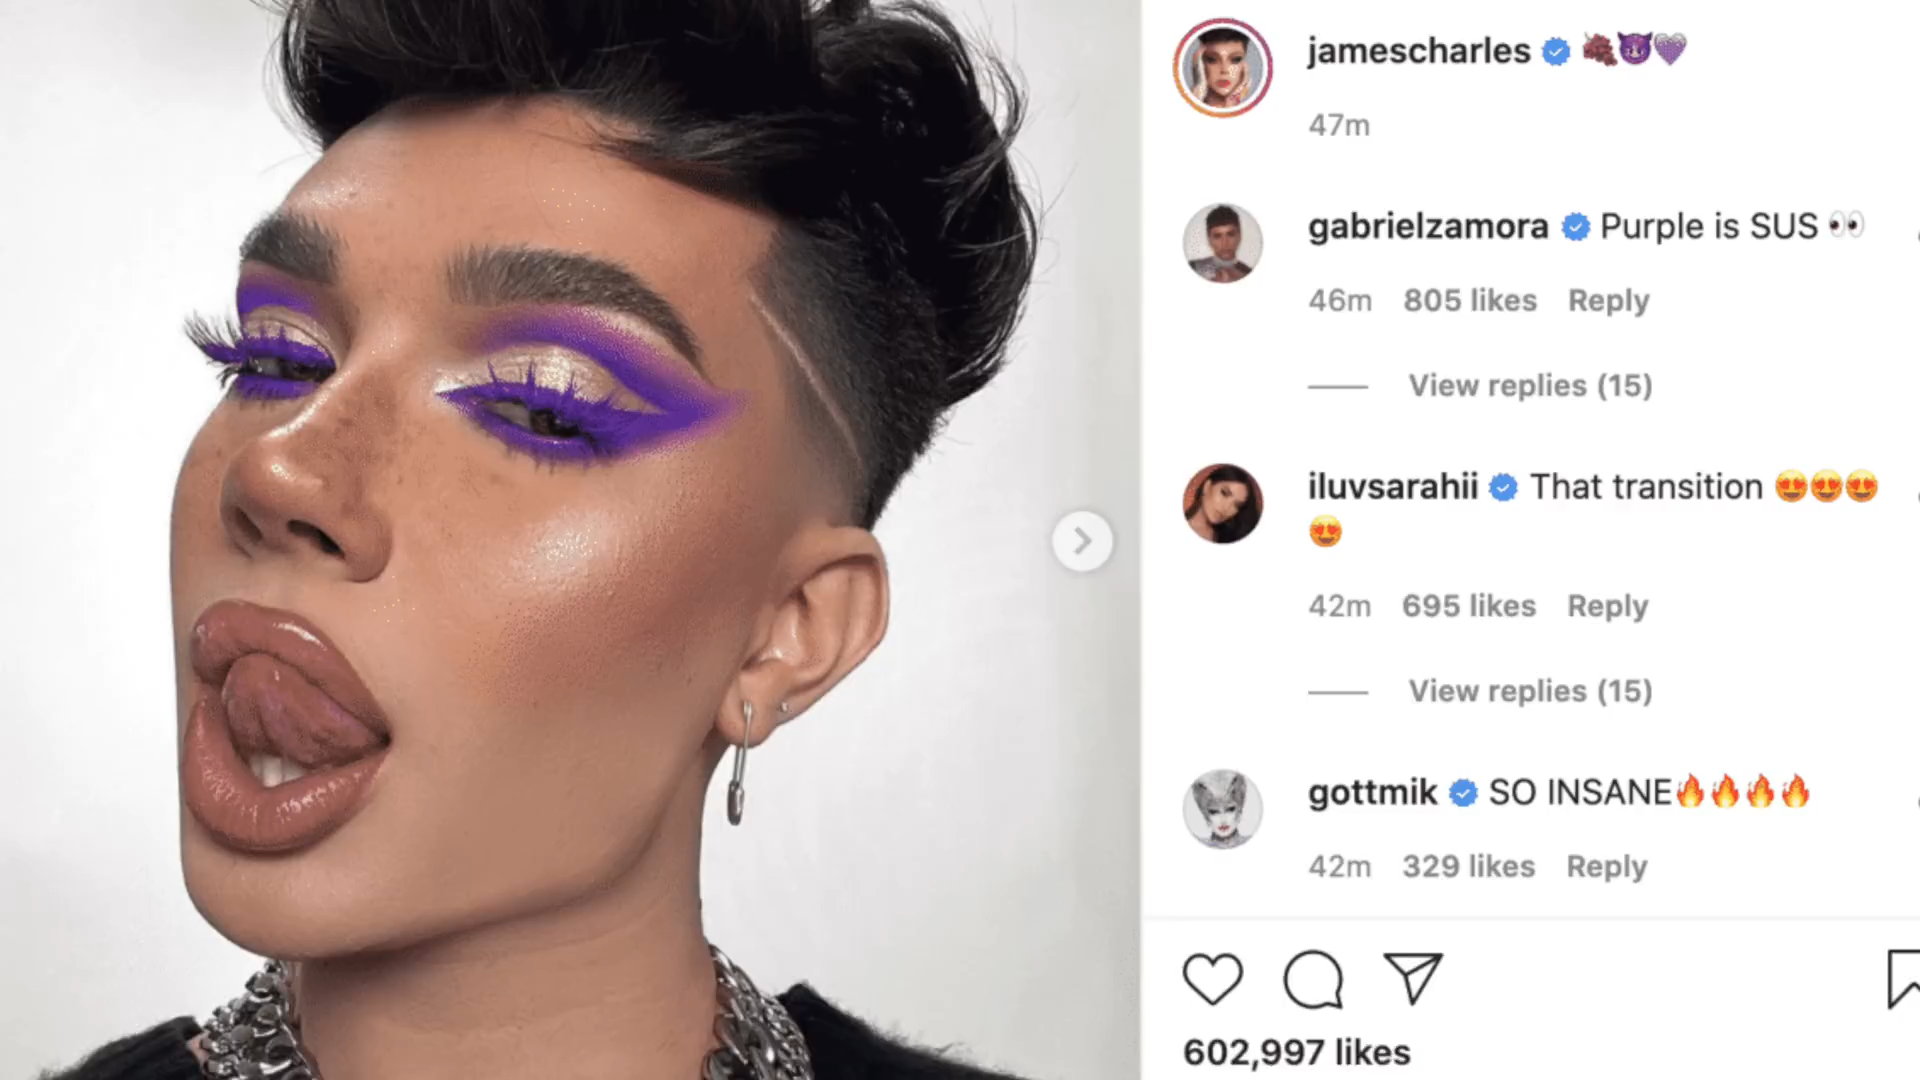 jamescharles 🍇😈💜
47m
gabrielzamora Purple is SUS 👀
46m 805 likes Reply
View replies (15)
iluvsarahii That transition 😍😍😍
😍
42m 695 likes Reply
View replies (15)
gottmik SO INSANE🔥🔥🔥🔥
42m 329 likes Reply
602,997 likes